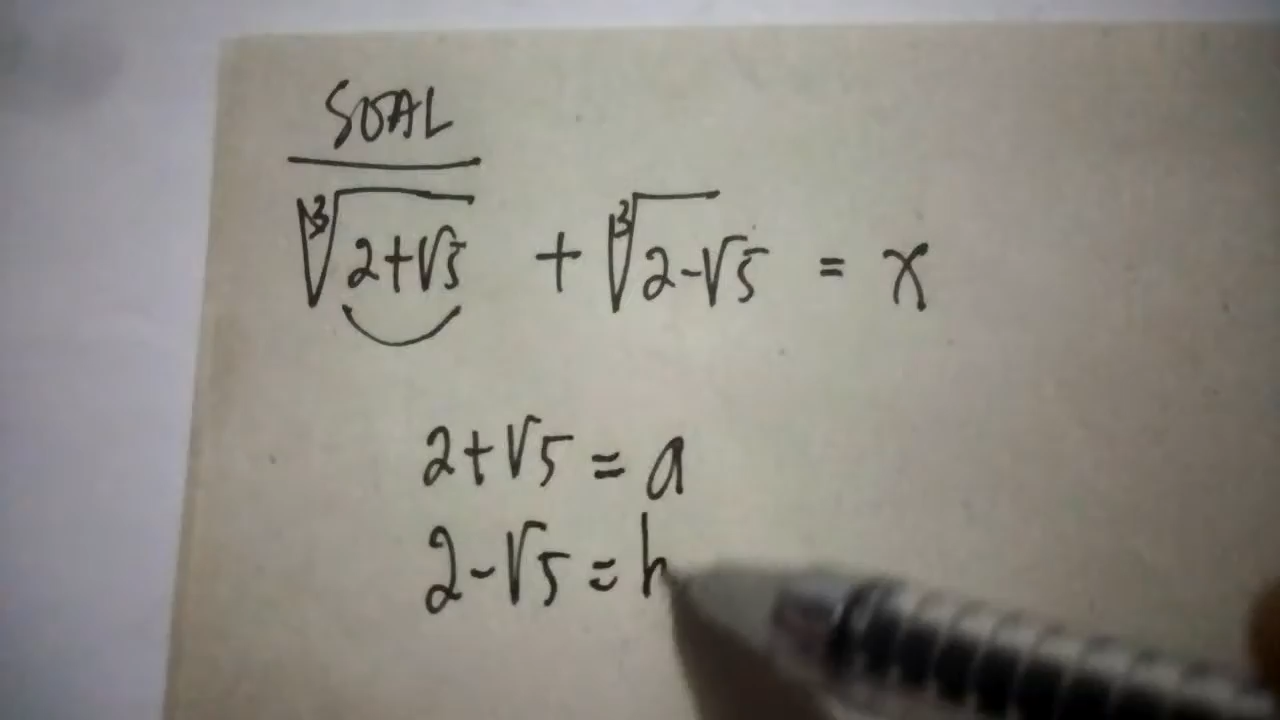 SOAL
∛(2+√5) + ∛(2-√5) = x
2+√5 = a
2-√5 =